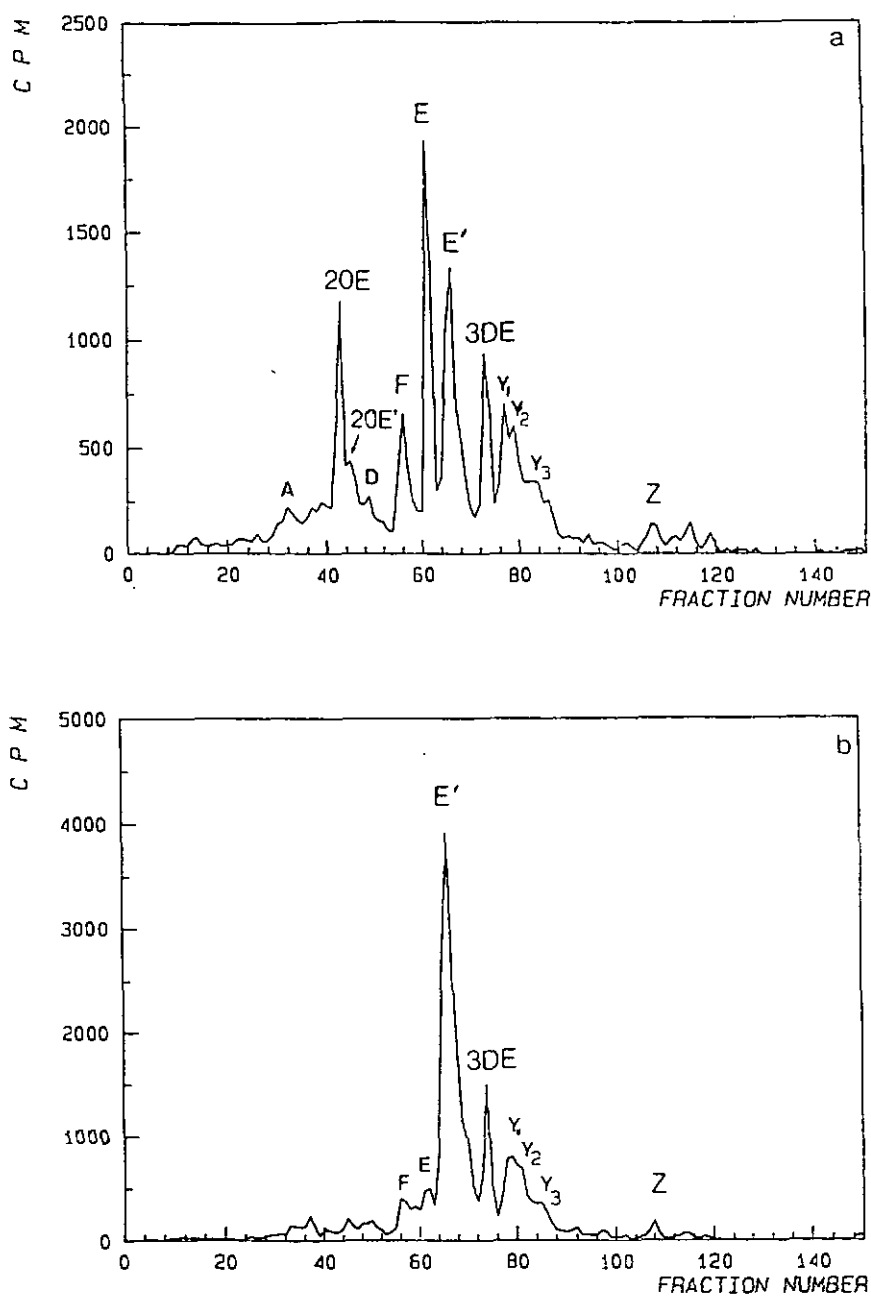 a
C P M
2500
2000
1500
1000
500
0
E
E'
20E
3DE
F
Y1
Y2
20E'
Y3
A
D
Z
0 20 40 60 80 100 120 140
FRACTION NUMBER
b
C P M
5000
4000
3000
2000
1000
0
E'
3DE
Y1
Y2
F
E
Y3
Z
0 20 40 60 80 100 120 140
FRACTION NUMBER